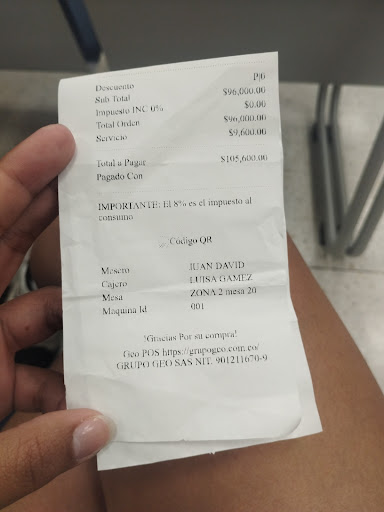 Descuento P|0
Sub Total $96,000.00
Impuesto INC 0% $0.00
Total Orden $96,000.00
Servicio $9,600.00
Total a Pagar $105,600.00
Pagado Con
IMPORTANTE: El 8% es el impuesto al
consumo
Código QR
Mesero JUAN DAVID
Cajero LUISA GAMEZ
Mesa ZONA 2 mesa 20
Maquina Id 001
!Gracias Por su compra!
Geo POS https://grupogeo.com.co/
GRUPO GEO SAS NIT. 901211670-9